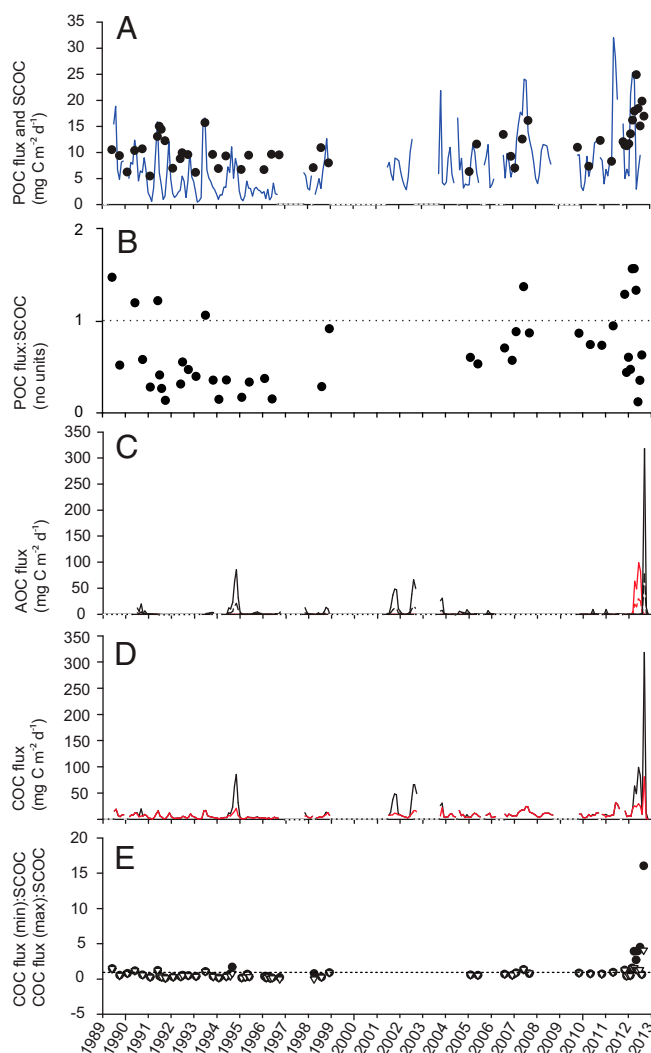 A
POC flux and SCOC
(mg C m⁻² d⁻¹)
40
35
30
25
20
15
10
5
0
B
POC flux:SCOC
(no units)
2
1
0
C
AOC flux
(mg C m⁻² d⁻¹)
350
300
250
200
150
100
50
0
D
COC flux
(mg C m⁻² d⁻¹)
350
300
250
200
150
100
50
E
COC flux (min):SCOC
COC flux (max):SCOC
20
15
10
5
0
-5
1989 1990 1991 1992 1993 1994 1995 1996 1997 1998 1999 2000 2001 2002 2003 2004 2005 2006 2007 2008 2009 2010 2011 2012 2013